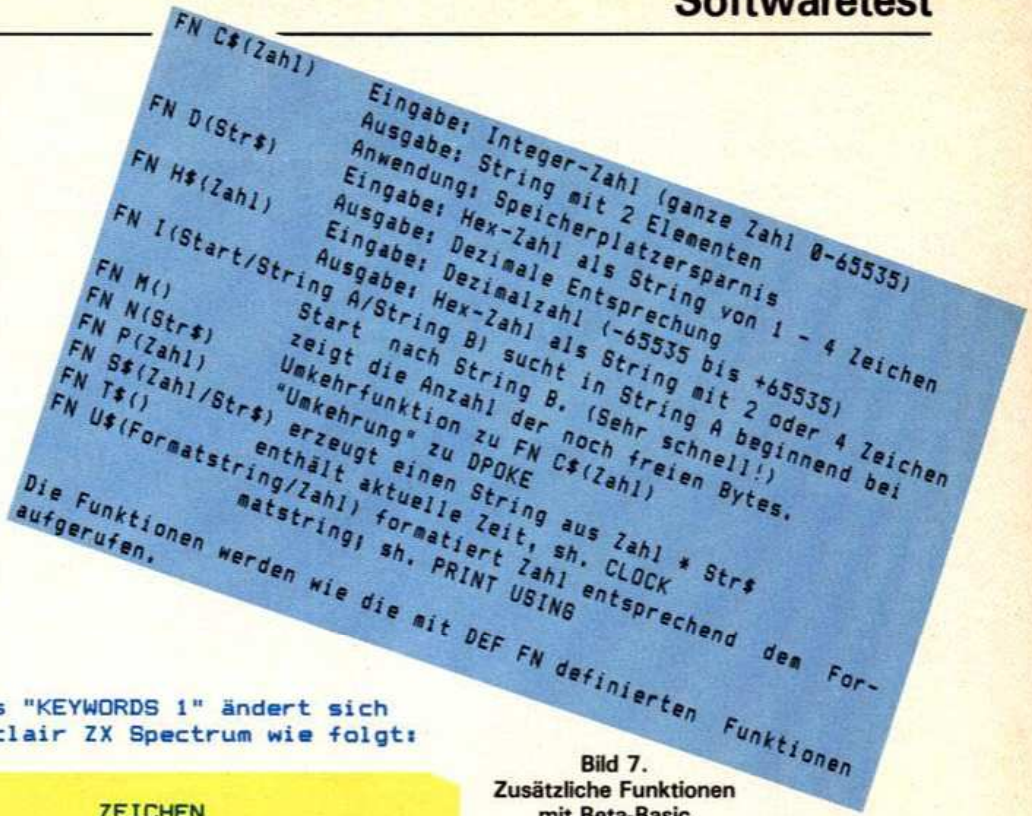 Softwaretest
FN C$(Zahl) Eingabe: Integer-Zahl (ganze Zahl 0-65535)
Ausgabe: String mit 2 Elementen
Anwendung: Speicherplatzersparnis
FN D(Str$) Eingabe: Hex-Zahl als String von 1 - 4 Zeichen
Ausgabe: Dezimale Entsprechung
FN H$(Zahl) Eingabe: Dezimalzahl (-65535 bis +65535)
Ausgabe: Hex-Zahl als String mit 2 oder 4 Zeichen
FN I(Start/String A/String B) sucht in String A beginnend bei
Start nach String B. (Sehr schnell!)
FN M() zeigt die Anzahl der noch freien Bytes.
FN N(Str$) Umkehrfunktion zu FN C$(Zahl)
FN P(Zahl) "Umkehrung" zu DPOKE
FN S$(Zahl/Str$) erzeugt einen String aus Zahl * Str$
FN T$() enthält aktuelle Zeit, sh. CLOCK
FN U$(Formatstring/Zahl) formatiert Zahl entsprechend dem For-
matstring; sh. PRINT USING
Die Funktionen werden wie die mit DEF FN definierten Funktionen
aufgerufen.
s "KEYWORDS 1" ändert sich
clair ZX Spectrum wie folgt:
ZEICHEN
Bild 7.
Zusätzliche Funktionen
mit Beta-Basic